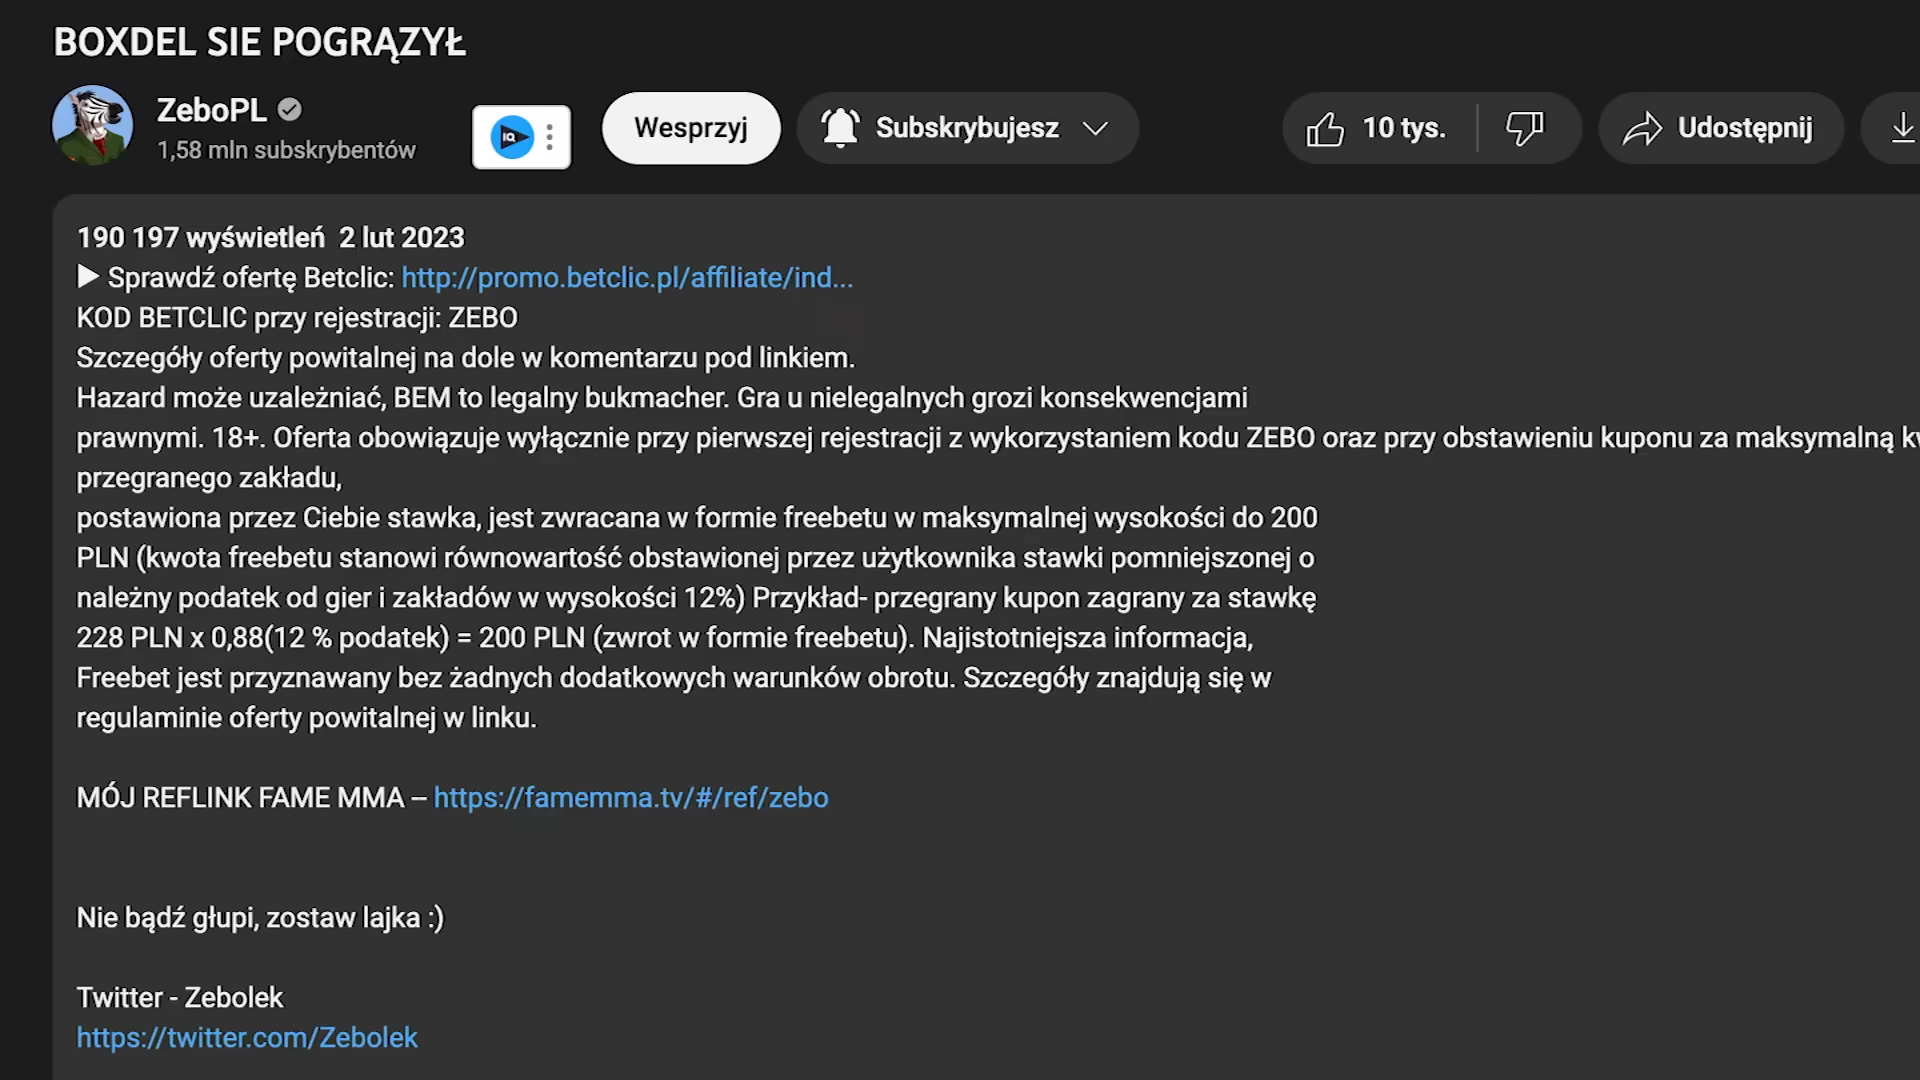 BOXDEL SIE POGRĄZYŁ
ZeboPL
1,58 mln subskrybentów
IQ
Wesprzyj
Subskrybujesz
10 tys.
Udostępnij
190 197 wyświetleń 2 lut 2023
▶ Sprawdź ofertę Betclic: http://promo.betclic.pl/affiliate/ind...
KOD BETCLIC przy rejestracji: ZEBO
Szczegóły oferty powitalnej na dole w komentarzu pod linkiem.
Hazard może uzależniać, BEM to legalny bukmacher. Gra u nielegalnych grozi konsekwencjami
prawnymi. 18+. Oferta obowiązuje wyłącznie przy pierwszej rejestracji z wykorzystaniem kodu ZEBO oraz przy obstawieniu kuponu za maksymalną
przegranego zakładu,
postawiona przez Ciebie stawka, jest zwracana w formie freebetu w maksymalnej wysokości do 200
PLN (kwota freebetu stanowi równowartość obstawionej przez użytkownika stawki pomniejszonej o
należny podatek od gier i zakładów w wysokości 12%) Przykład- przegrany kupon zagrany za stawkę
228 PLN x 0,88(12 % podatek) = 200 PLN (zwrot w formie freebetu). Najistotniejsza informacja,
Freebet jest przyznawany bez żadnych dodatkowych warunków obrotu. Szczegóły znajdują się w
regulaminie oferty powitalnej w linku.
MÓJ REFLINK FAME MMA – https://famemma.tv/#/ref/zebo
Nie bądź głupi, zostaw lajka :)
Twitter - Zebolek
https://twitter.com/Zebolek